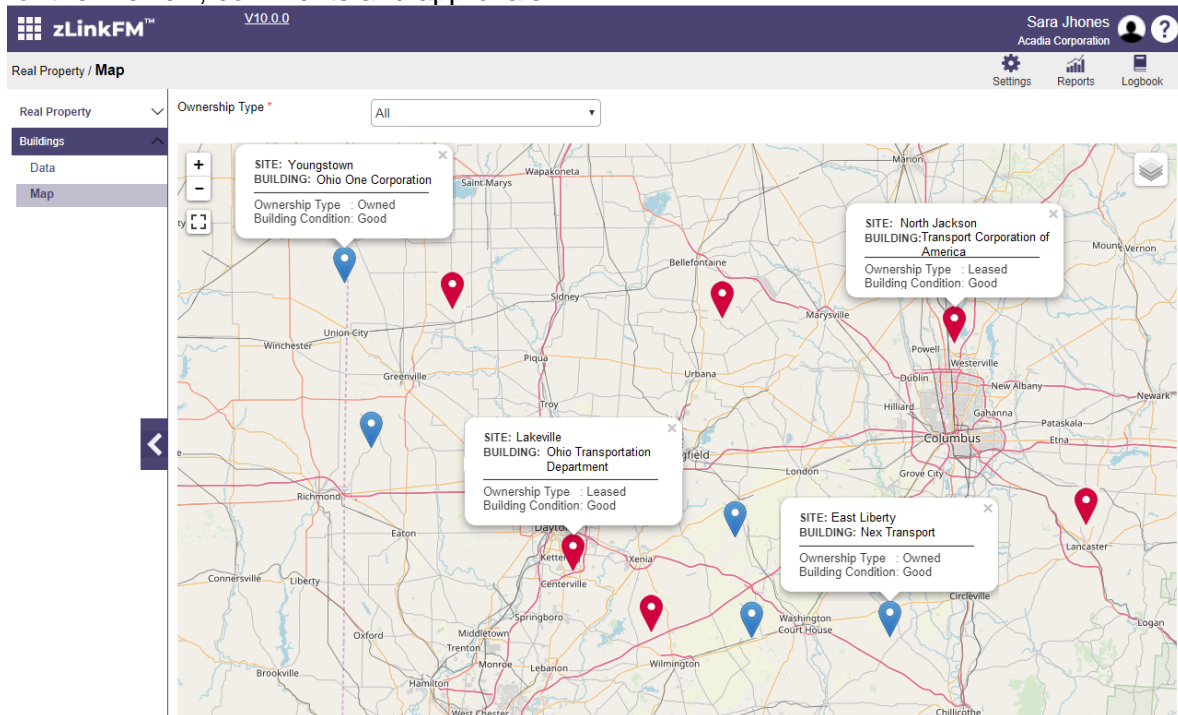 zLinkFM™
V10.0.0
Sara Jhones
Acadia Corporation
?
Real Property / Map
Settings
Reports
Logbook
Real Property
Buildings
Data
Map
Ownership Type *
All
+
−
SITE: Youngstown
BUILDING: Ohio One Corporation
Ownership Type : Owned
Building Condition: Good
×
Saint Marys
Wapakoneta
Marion
SITE: North Jackson
BUILDING:Transport Corporation of
America
Ownership Type : Leased
Building Condition: Good
×
Mount Vernon
Bellefontaine
Sidney
Marysville
Union City
Winchester
Piqua
Powell
Westerville
Greenville
Urbana
Dublin
New Albany
Newark
Troy
Hilliard
Gahanna
Pataskala
Columbus
Etna
SITE: Lakeville
BUILDING: Ohio Transportation
Department
Ownership Type : Leased
Building Condition: Good
×
London
Grove City
Richmond
SITE: East Liberty
BUILDING: Nex Transport
Ownership Type : Owned
Building Condition: Good
×
Eaton
Xenia
Lancaster
Centerville
Connersville
Liberty
Circleville
Springboro
Washington
Court House
Logan
Oxford
Middletown
Trenton
Monroe
Lebanon
Wilmington
Brookville
Hamilton
West Chester
Chillicothe